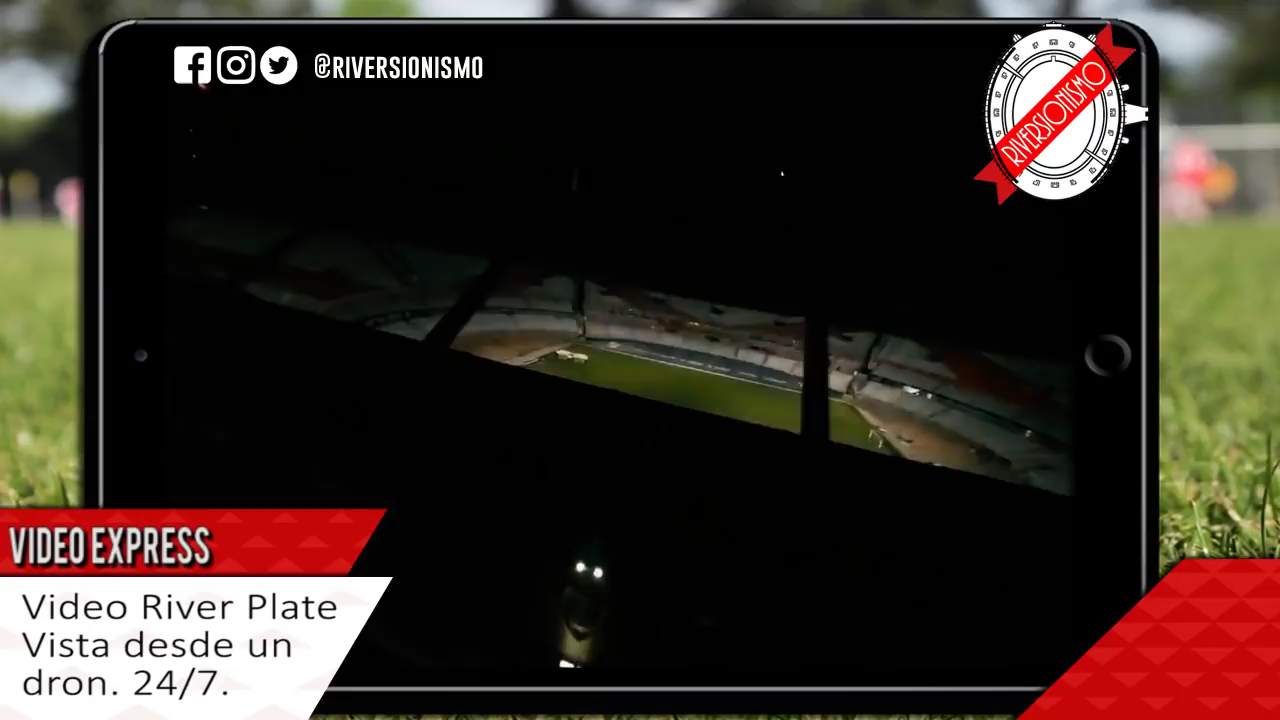 @RIVERSIONISMO
RIVERSIONISMO
VIDEO EXPRESS
Video River Plate
Vista desde un
dron. 24/7.